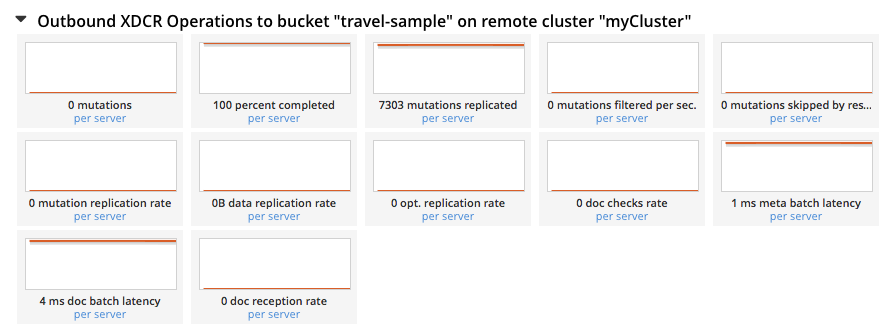 Outbound XDCR Operations to bucket "travel-sample" on remote cluster "myCluster"
0 mutations
per server
100 percent completed
per server
7303 mutations replicated
per server
0 mutations filtered per sec.
per server
0 mutations skipped by res...
per server
0 mutation replication rate
per server
0B data replication rate
per server
0 opt. replication rate
per server
0 doc checks rate
per server
1 ms meta batch latency
per server
4 ms doc batch latency
per server
0 doc reception rate
per server